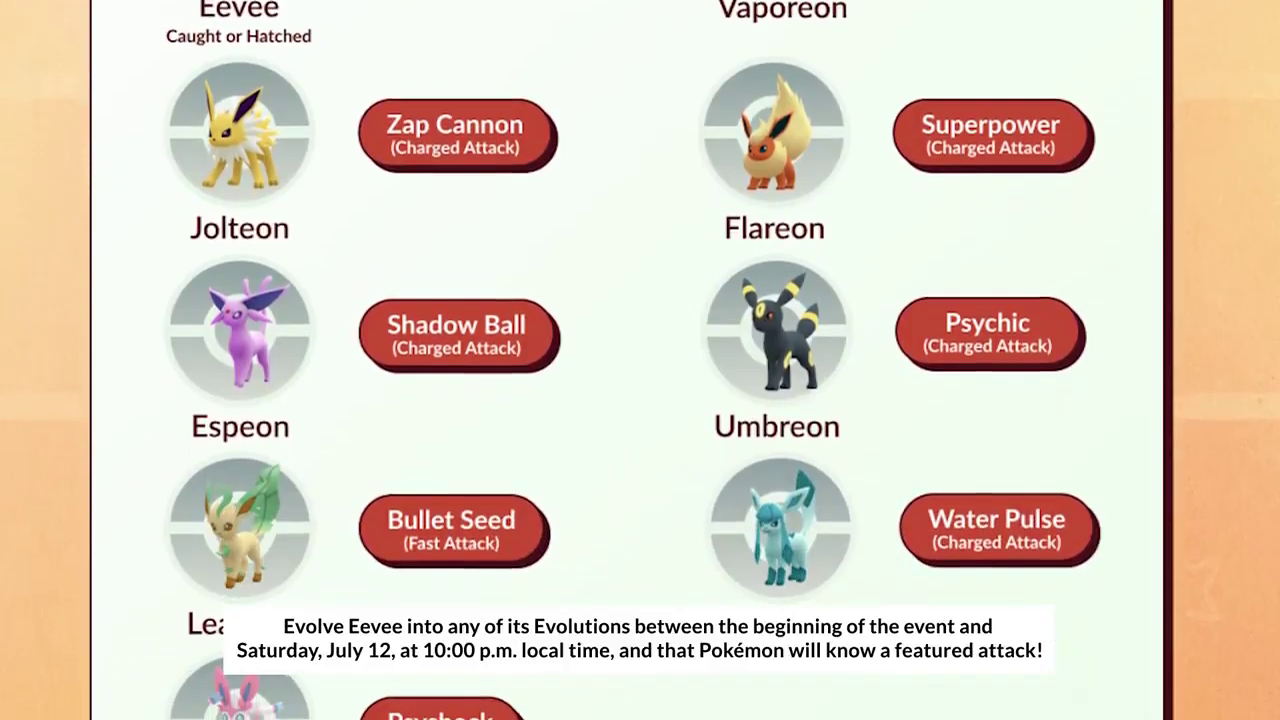 Eevee
Caught or Hatched
Vaporeon
Zap Cannon
(Charged Attack)
Superpower
(Charged Attack)
Jolteon
Flareon
Shadow Ball
(Charged Attack)
Psychic
(Charged Attack)
Espeon
Umbreon
Bullet Seed
(Fast Attack)
Water Pulse
(Charged Attack)
Lea
Evolve Eevee into any of its Evolutions between the beginning of the event and
Saturday, July 12, at 10:00 p.m. local time, and that Pokémon will know a featured attack!